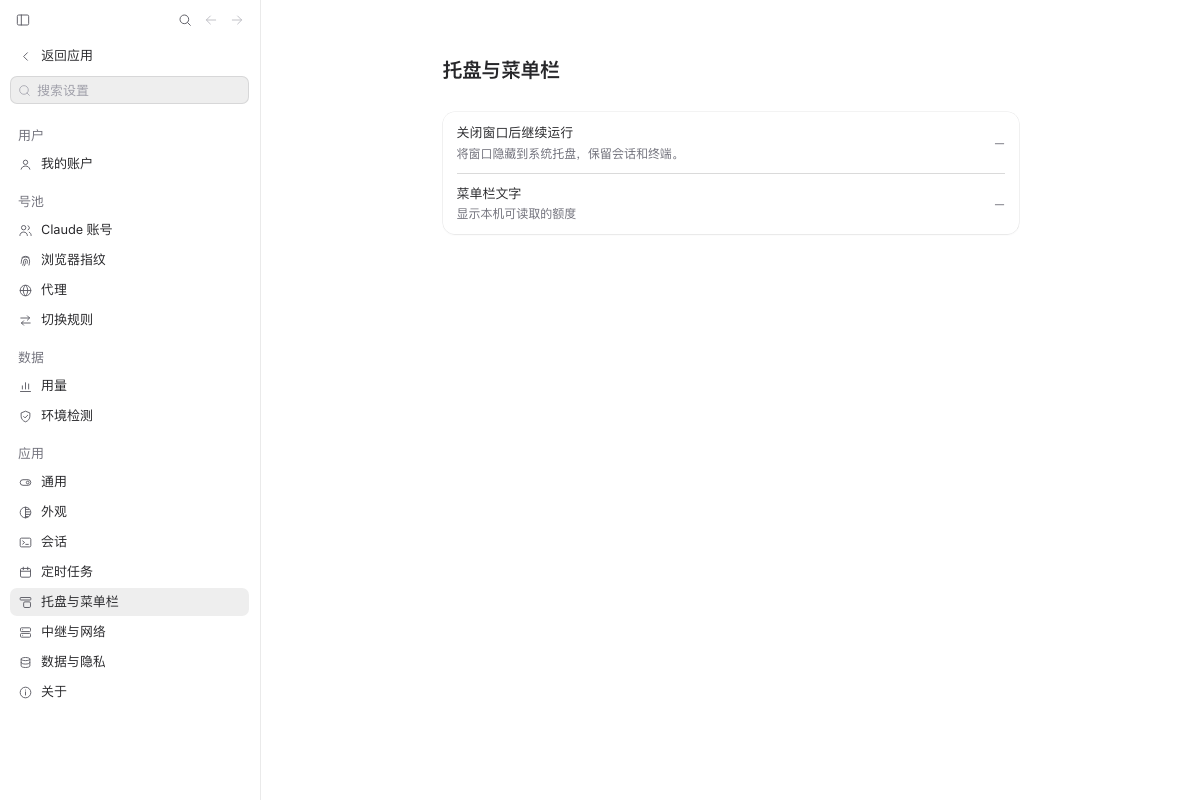 返回应用
搜索设置
用户
我的账户
号池
Claude 账号
浏览器指纹
代理
切换规则
数据
用量
环境检测
应用
通用
外观
会话
定时任务
托盘与菜单栏
中继与网络
数据与隐私
关于
托盘与菜单栏
关闭窗口后继续运行
将窗口隐藏到系统托盘，保留会话和终端。
—
菜单栏文字
显示本机可读取的额度
—